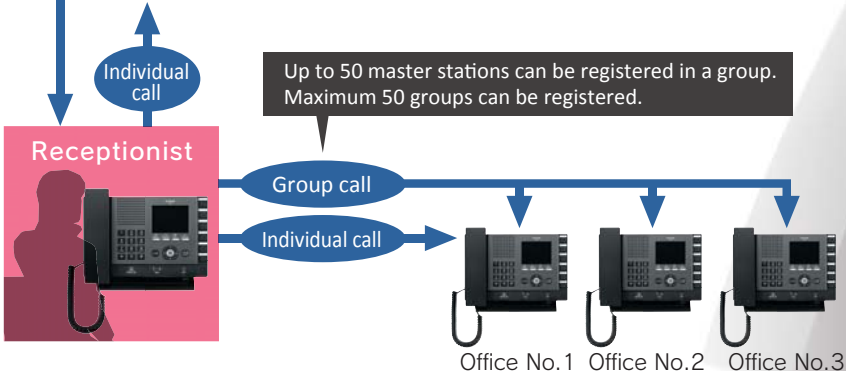 Individual
call
Up to 50 master stations can be registered in a group.
Maximum 50 groups can be registered.
Receptionist
Group call
Individual call
Office No.1
Office No.2
Office No.3